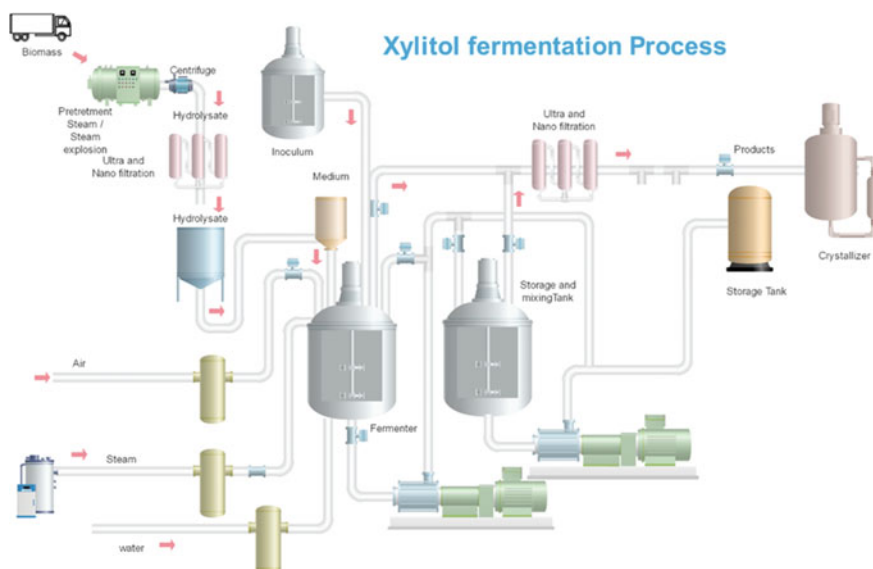 Xylitol fermentation Process
Biomass
Centrifuge
Pretretment
Steam /
Steam
explosion
Hydrolysate
Ultra and
Nano filtration
Hydrolysate
Inoculum
Medium
Ultra and
Nano filtration
Products
Crystallizer
Storage Tank
Storage and
mixingTank
Air
Fermenter
Steam
water